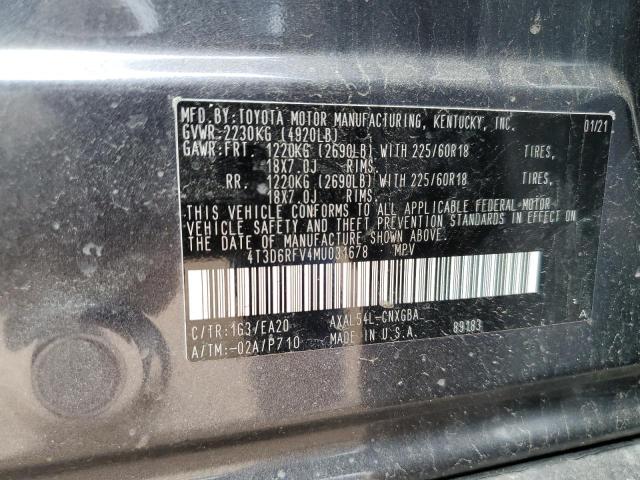 MFD. BY: TOYOTA MOTOR MANUFACTURING, KENTUCKY, INC. 01/21
GVWR: 2230KG (4920LB)
GAWR: FRT. 1220KG (2690LB) WITH 225/60R18 TIRES,
18X7.0J RIMS,
RR. 1220KG (2690LB) WITH 225/60R18 TIRES,
18X7.0J RIMS.
THIS VEHICLE CONFORMS TO ALL APPLICABLE FEDERAL MOTOR
VEHICLE SAFETY AND THEFT PREVENTION STANDARDS IN EFFECT
ON THE DATE OF MANUFACTURE SHOWN ABOVE.
4T3D6RFV4MU031678 MPV
C/TR: 1G3/EA20 AXAL54L-CNXGBA A
A/TM: -02A/P710 MADE IN U.S.A. 89183